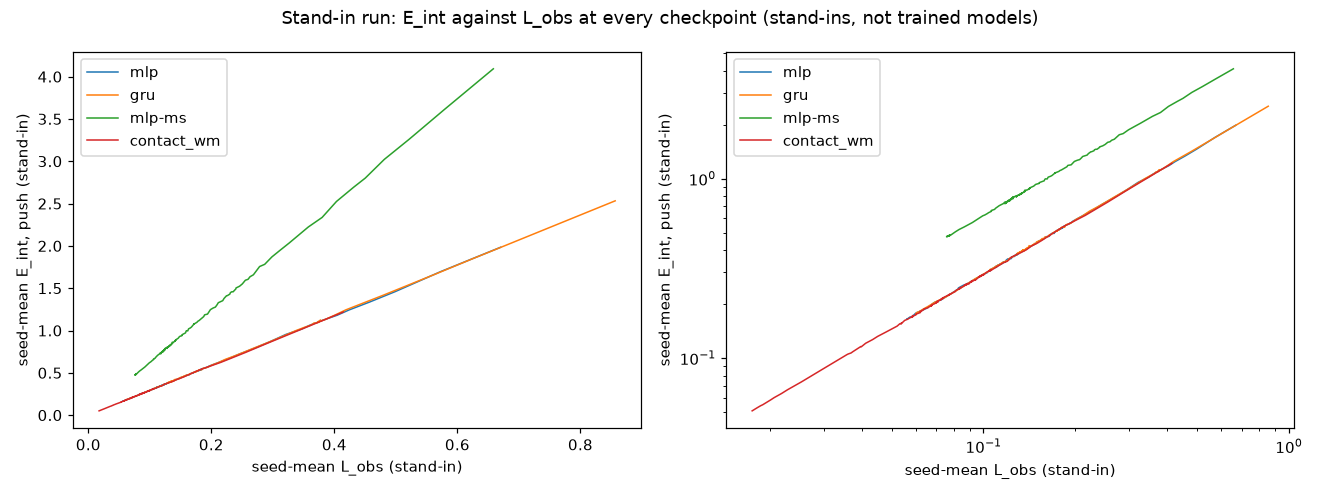 Stand-in run: E_int against L_obs at every checkpoint (stand-ins, not trained models)
seed-mean E_int, push (stand-in)
4.0
3.5
3.0
2.5
2.0
1.5
1.0
0.5
0.0
mlp
gru
mlp-ms
contact_wm
0.0
0.2
0.4
0.6
0.8
seed-mean L_obs (stand-in)
seed-mean E_int, push (stand-in)
10⁰
10⁻¹
mlp
gru
mlp-ms
contact_wm
10⁻¹
10⁰
seed-mean L_obs (stand-in)